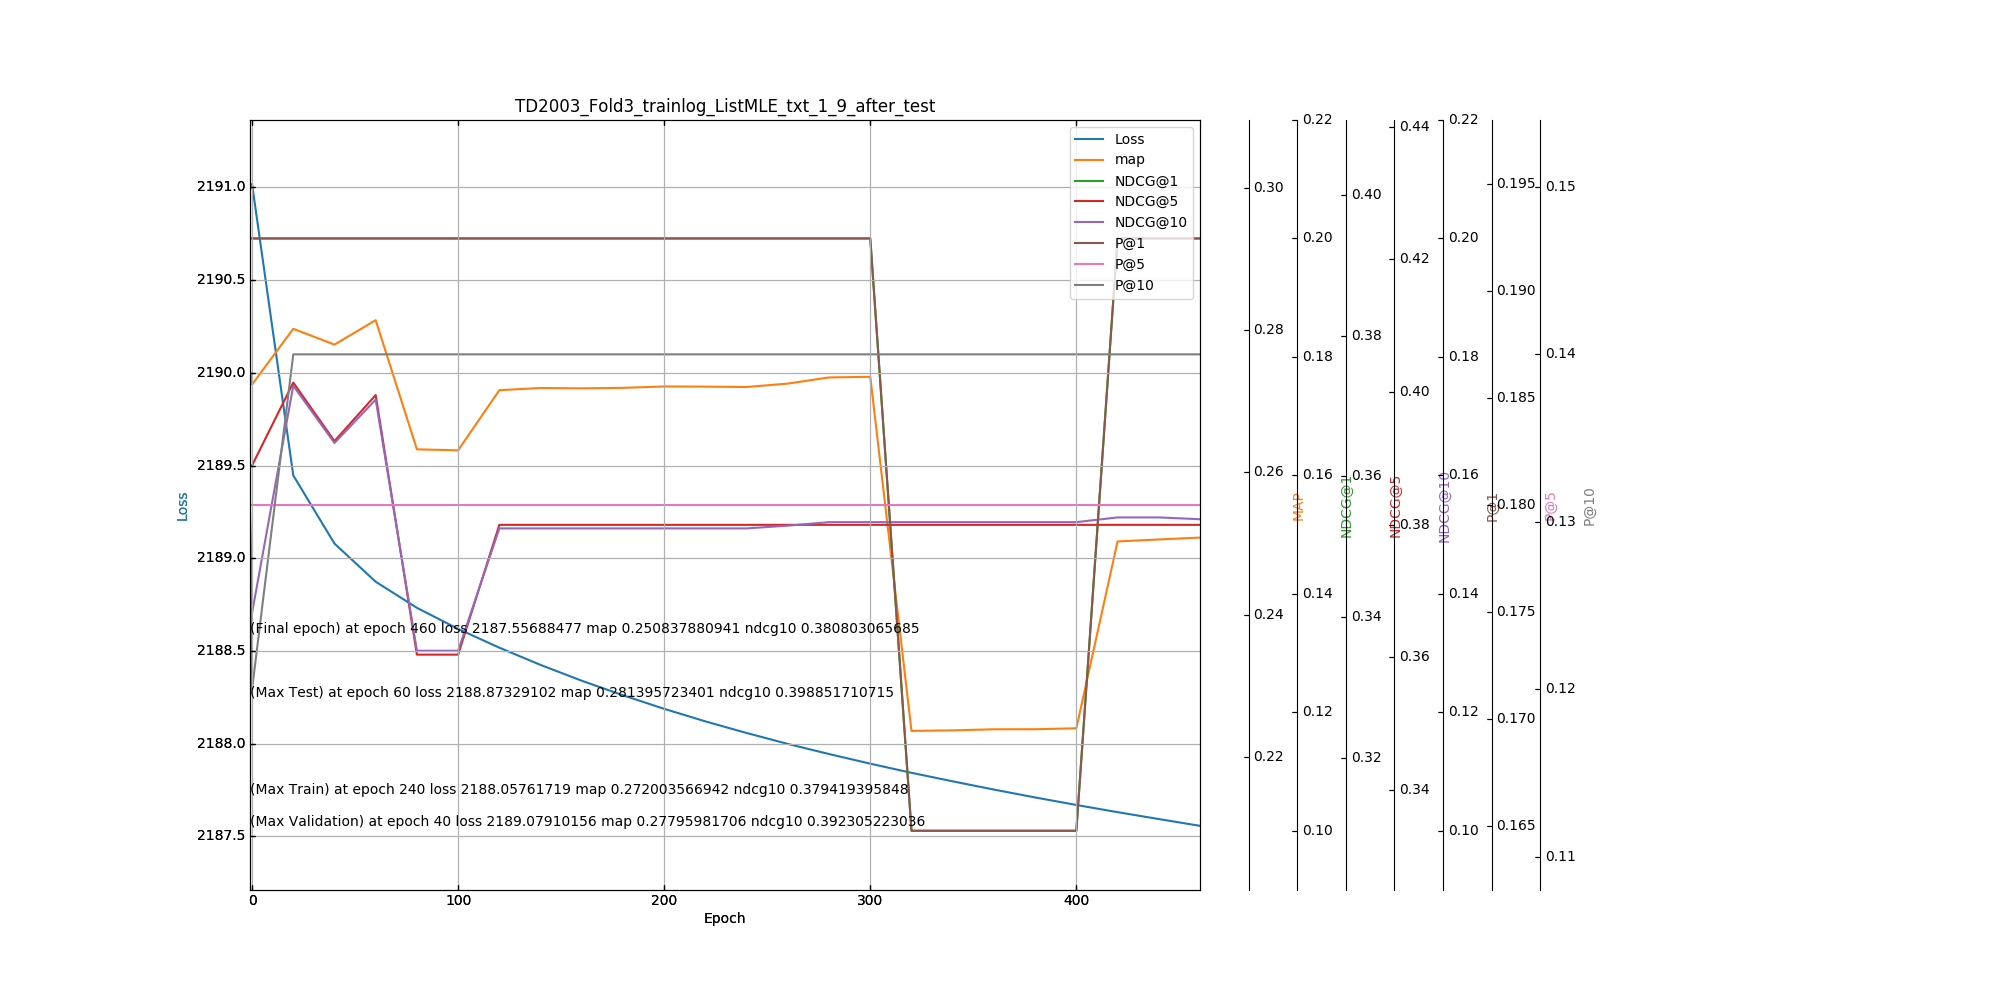 TD2003_Fold3_trainlog_ListMLE_txt_1_9_after_test
Loss
map
NDCG@1
NDCG@5
NDCG@10
P@1
P@5
P@10
2191.0
2190.5
2190.0
2189.5
2189.0
2188.5
2188.0
2187.5
Loss
(Final epoch) at epoch 460 loss 2187.55688477 map 0.250837880941 ndcg10 0.380803065685
(Max Test) at epoch 60 loss 2188.87329102 map 0.281395723401 ndcg10 0.398851710715
(Max Train) at epoch 240 loss 2188.05761719 map 0.272003566942 ndcg10 0.379419395848
(Max Validation) at epoch 40 loss 2189.07910156 map 0.27795981706 ndcg10 0.392305223036
0 100 200 300 400
Epoch
0.30
0.28
0.26
0.24
0.22
MAP
0.22
0.20
0.18
0.16
0.14
0.12
0.10
NDCG@1
0.40
0.38
0.36
0.34
0.32
NDCG@5
0.44
0.42
0.40
0.38
0.36
0.34
NDCG@10
0.22
0.20
0.18
0.16
0.14
0.12
0.10
P@1
0.195
0.190
0.185
0.180
0.175
0.170
0.165
P@5
0.15
0.14
0.13
0.12
0.11
P@10